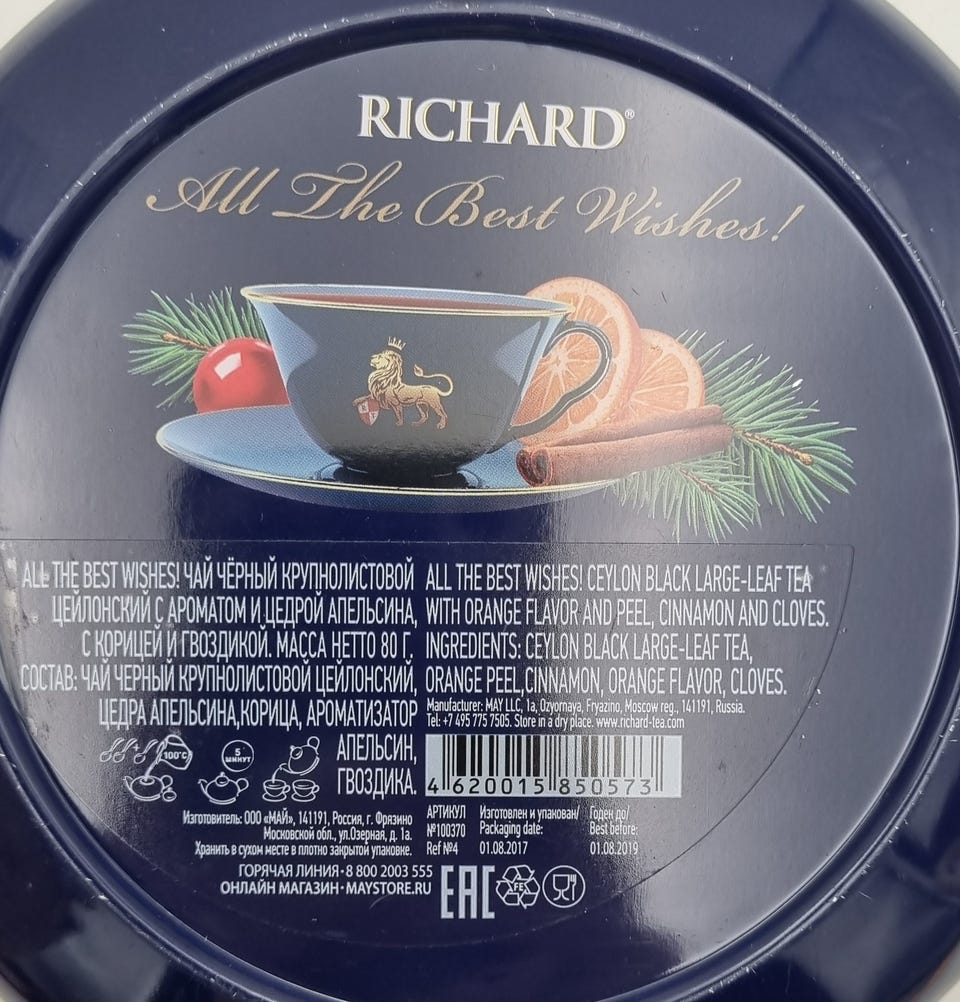 RICHARD®
All The Best Wishes!
ALL THE BEST WISHES! ЧАЙ ЧЁРНЫЙ КРУПНОЛИСТОВОЙ
ЦЕЙЛОНСКИЙ С АРОМАТОМ И ЦЕДРОЙ АПЕЛЬСИНА,
С КОРИЦЕЙ И ГВОЗДИКОЙ. МАССА НЕТТО 80 Г.
СОСТАВ: ЧАЙ ЧЕРНЫЙ КРУПНОЛИСТОВОЙ ЦЕЙЛОНСКИЙ,
ЦЕДРА АПЕЛЬСИНА,КОРИЦА, АРОМАТИЗАТОР
АПЕЛЬСИН,
ГВОЗДИКА.
100°C
5 МИНУТ
Изготовитель: ООО «МАЙ», 141191, Россия, г. Фрязино
Московской обл., ул.Озерная, д. 1а.
Хранить в сухом месте в плотно закрытой упаковке.
ГОРЯЧАЯ ЛИНИЯ • 8 800 2003 555
ОНЛАЙН МАГАЗИН • MAYSTORE.RU
ALL THE BEST WISHES! CEYLON BLACK LARGE-LEAF TEA
WITH ORANGE FLAVOR AND PEEL, CINNAMON AND CLOVES.
INGREDIENTS: CEYLON BLACK LARGE-LEAF TEA,
ORANGE PEEL,CINNAMON, ORANGE FLAVOR, CLOVES.
Manufacturer: MAY LLC, 1a, Ozyornaya, Fryazino, Moscow reg., 141191, Russia.
Tel: +7 495 775 7505. Store in a dry place. www.richard-tea.com
4 620015 850573
АРТИКУЛ
№100370
Ref №4
Изготовлен и упакован/
Packaging date:
01.08.2017
Годен до/
Best before:
01.08.2019
EAC
FE